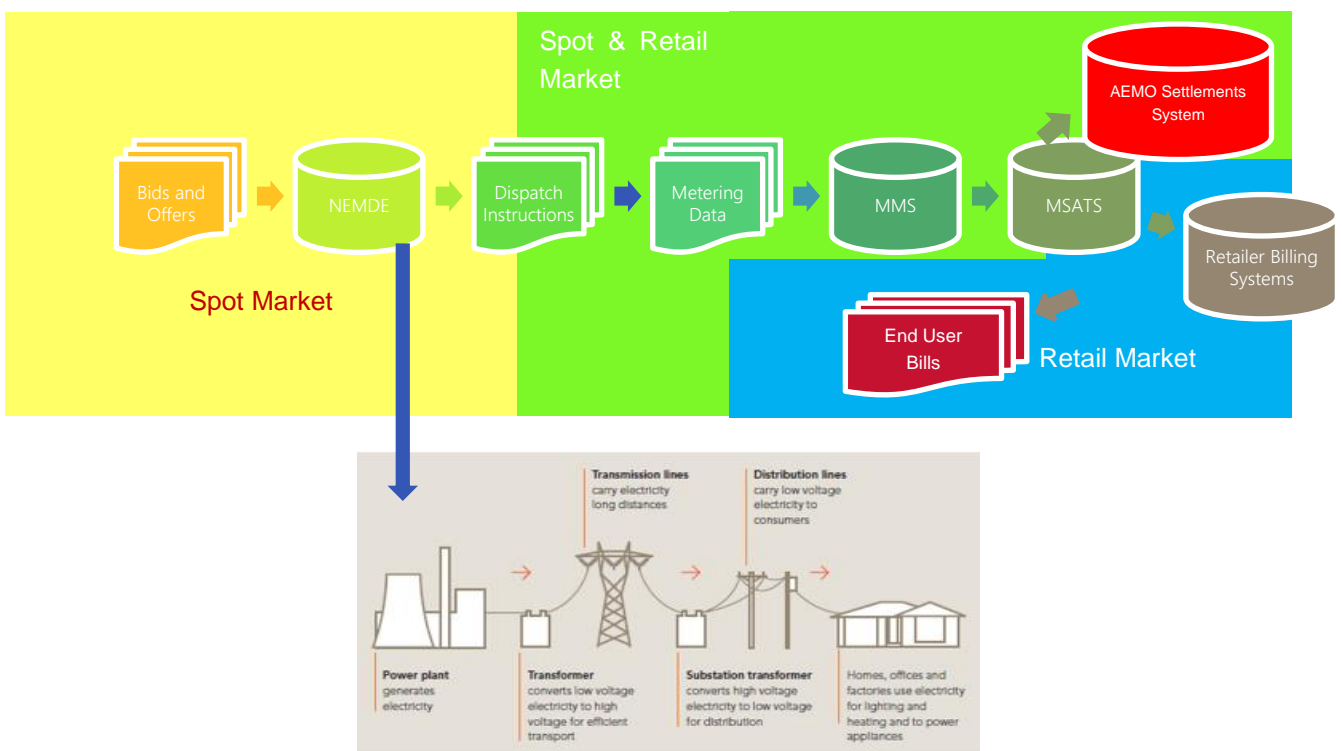 Spot & Retail
Market
AEMO Settlements
System
Bids and
Offers
NEMDE
Dispatch
Instructions
Metering
Data
MMS
MSATS
Retailer Billing
Systems
Spot Market
End User
Bills
Retail Market
Transmission lines
carry electricity
long distances
Distribution lines
carry low voltage
electricity to
consumers
Power plant
generates
electricity
Transformer
converts low voltage
electricity to high
voltage for efficient
transport
Substation transformer
converts high voltage
electricity to low voltage
for distribution
Homes, offices and
factories use electricity
for lighting and
heating and to power
appliances